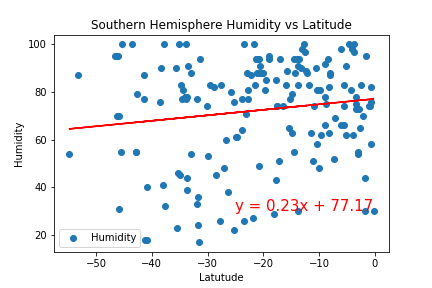 Southern Hemisphere Humidity vs Latitude
100
80
60
40
20
Humidity
y = 0.23x + 77.17
Humidity
−50
−40
−30
−20
−10
0
Latutude